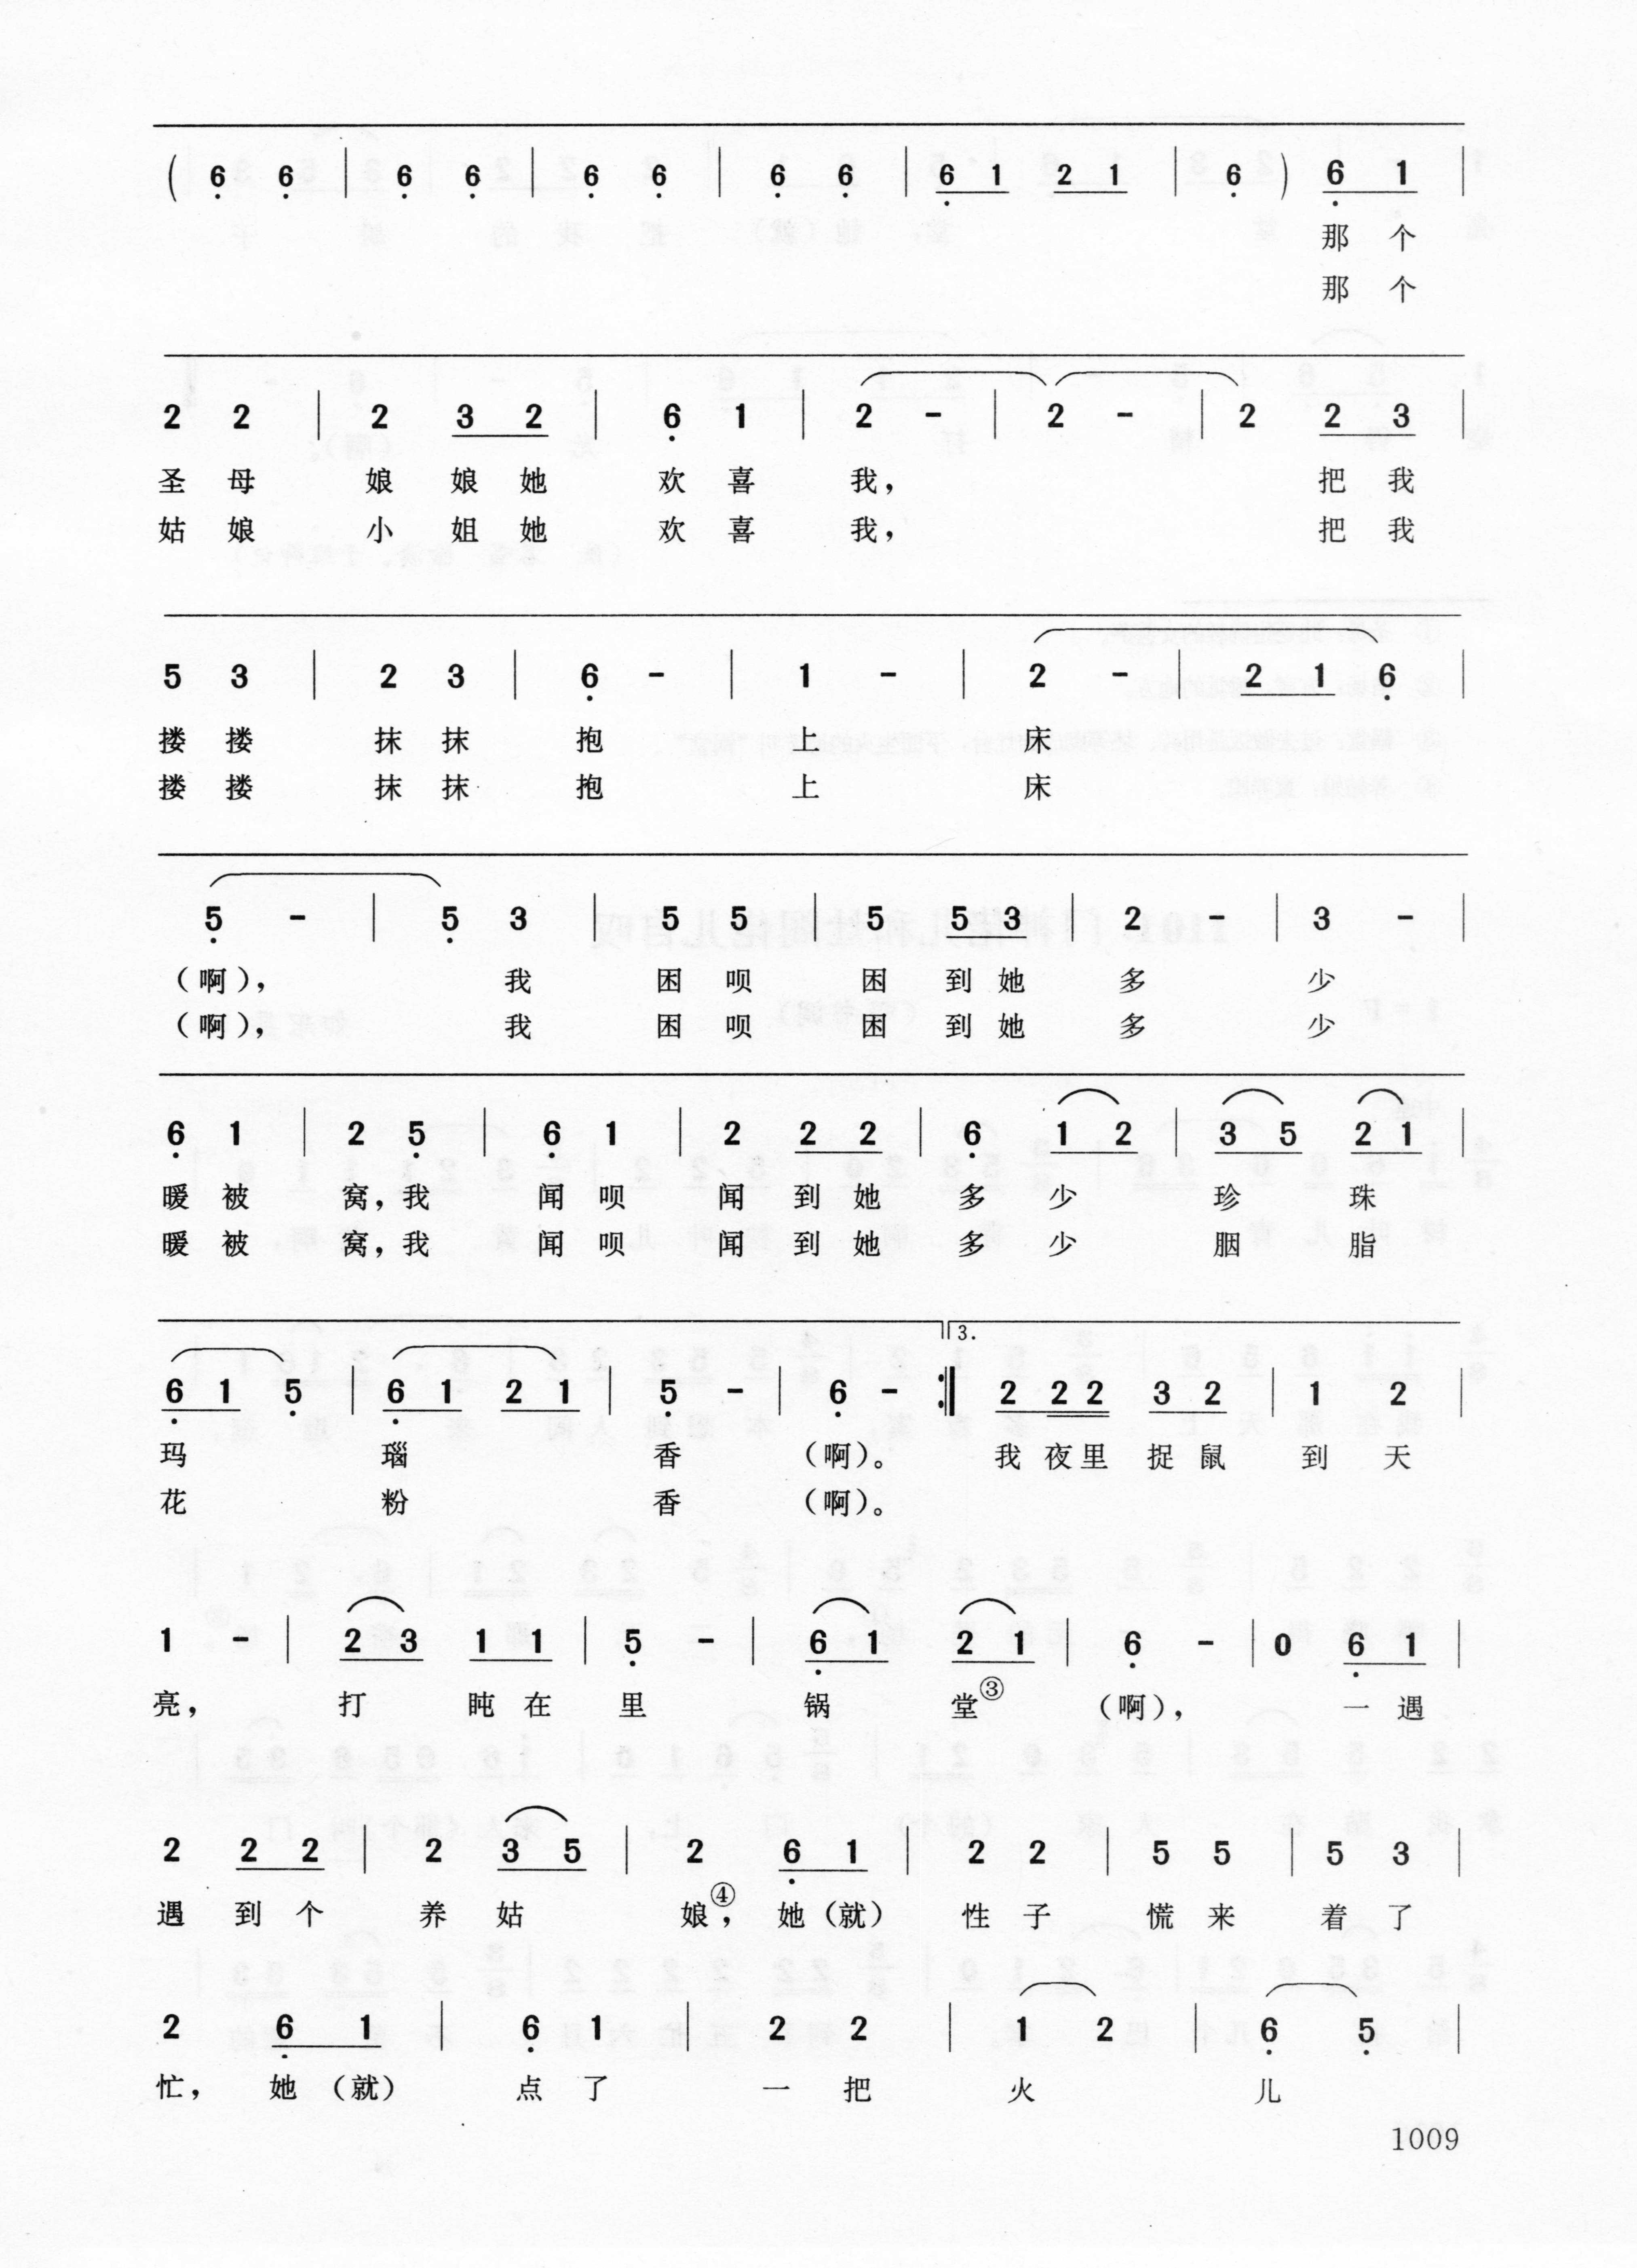 ( 6 6 | 6 6 | 6 6 | 6 6 | 6 1 2 1 | 6 ) 6 1 |
那 个
那 个
2 2 | 2 3 2 | 6 1 | 2 - | 2 - | 2 2 3 |
圣 母 娘 娘 她 欢 喜 我， 把 我
姑 娘 小 姐 她 欢 喜 我， 把 我
5 3 | 2 3 | 6 - | 1 - | 2 - | 2 1 6 |
搂 搂 抹 抹 抱 上 床
搂 搂 抹 抹 抱 上 床
5 - | 5 3 | 5 5 | 5 5 3 | 2 - | 3 - |
（啊）， 我 困 呗 困 到 她 多 少
（啊）， 我 困 呗 困 到 她 多 少
6 1 | 2 5 | 6 1 | 2 2 2 | 6 1 2 | 3 5 2 1 |
暖 被 窝，我 闻 呗 闻 到 她 多 少 珍 珠
暖 被 窝，我 闻 呗 闻 到 她 多 少 胭 脂
3.
6 1 5 | 6 1 2 1 | 5 - | 6 - :‖ 2 2 2 3 2 | 1 2 |
玛 瑙 香 （啊）。 我 夜 里 捉 鼠 到 天
花 粉 香 （啊）。
1 - | 2 3 1 1 | 5 - | 6 1 2 1 | 6 - | 0 6 1 |
亮， 打 盹 在 里 锅 堂③ （啊）， 一 遇
2 2 2 | 2 3 5 | 2 6 1 | 2 2 | 5 5 | 5 3 |
遇 到 个 养 姑 娘④， 她（就） 性 子 慌 来 着 了
2 6 1 | 6 1 | 2 2 | 1 2 | 6 5 |
忙， 她 （就） 点 了 一 把 火 儿
1009